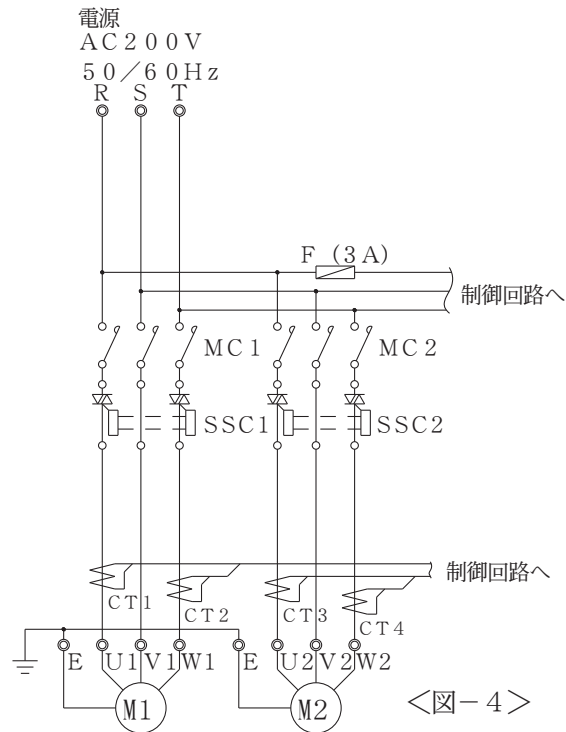 電源
AC200V
50/60Hz
R S T
F (3A)
制御回路へ
MC1 MC2
SSC1 SSC2
制御回路へ
CT1 CT2 CT3 CT4
E U1 V1 W1 E U2 V2 W2
M1 M2
＜図－4＞